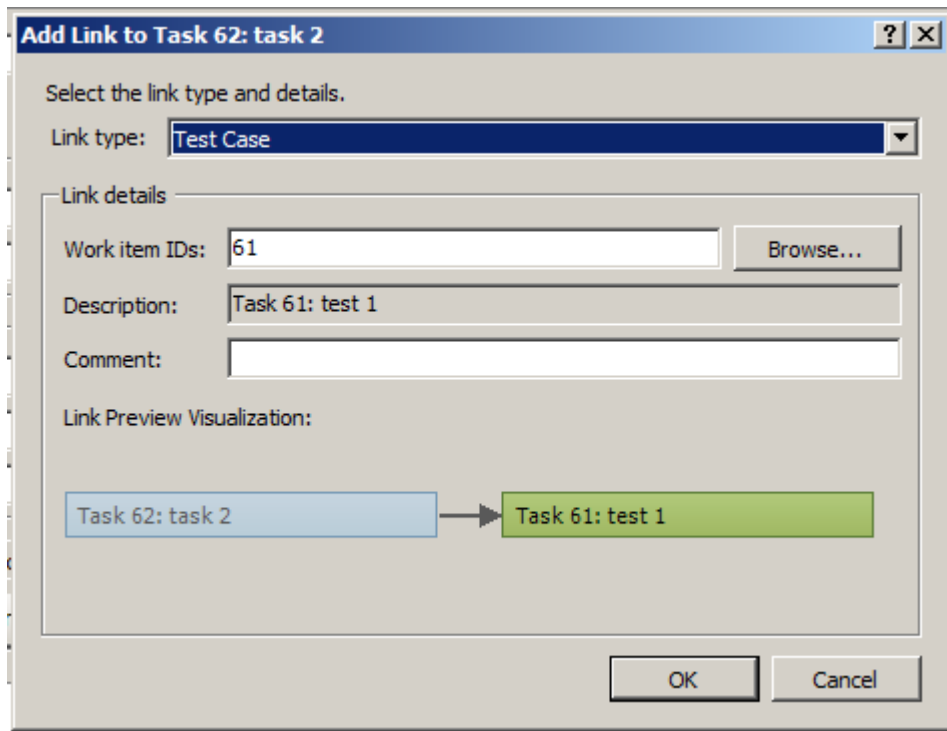 Add Link to Task 62: task 2
Select the link type and details.
Link type: Test Case
Link details
Work item IDs: 61 Browse...
Description: Task 61: test 1
Comment:
Link Preview Visualization:
Task 62: task 2 Task 61: test 1
OK Cancel